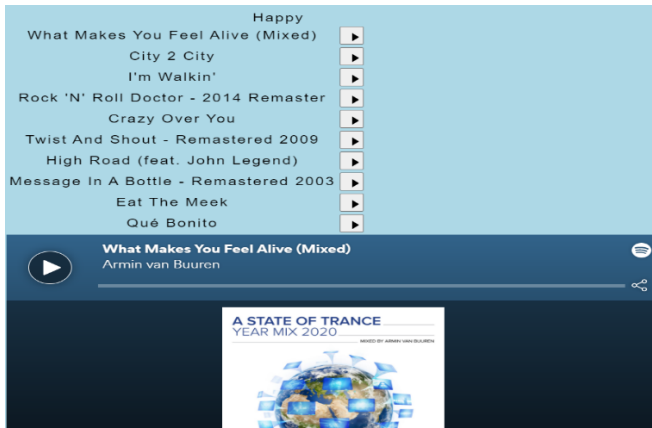 Happy
What Makes You Feel Alive (Mixed)
City 2 City
I'm Walkin'
Rock 'N' Roll Doctor - 2014 Remaster
Crazy Over You
Twist And Shout - Remastered 2009
High Road (feat. John Legend)
Message In A Bottle - Remastered 2003
Eat The Meek
Qué Bonito
What Makes You Feel Alive (Mixed)
Armin van Buuren
A STATE OF TRANCE
YEAR MIX 2020
MIXED BY ARMIN VAN BUUREN